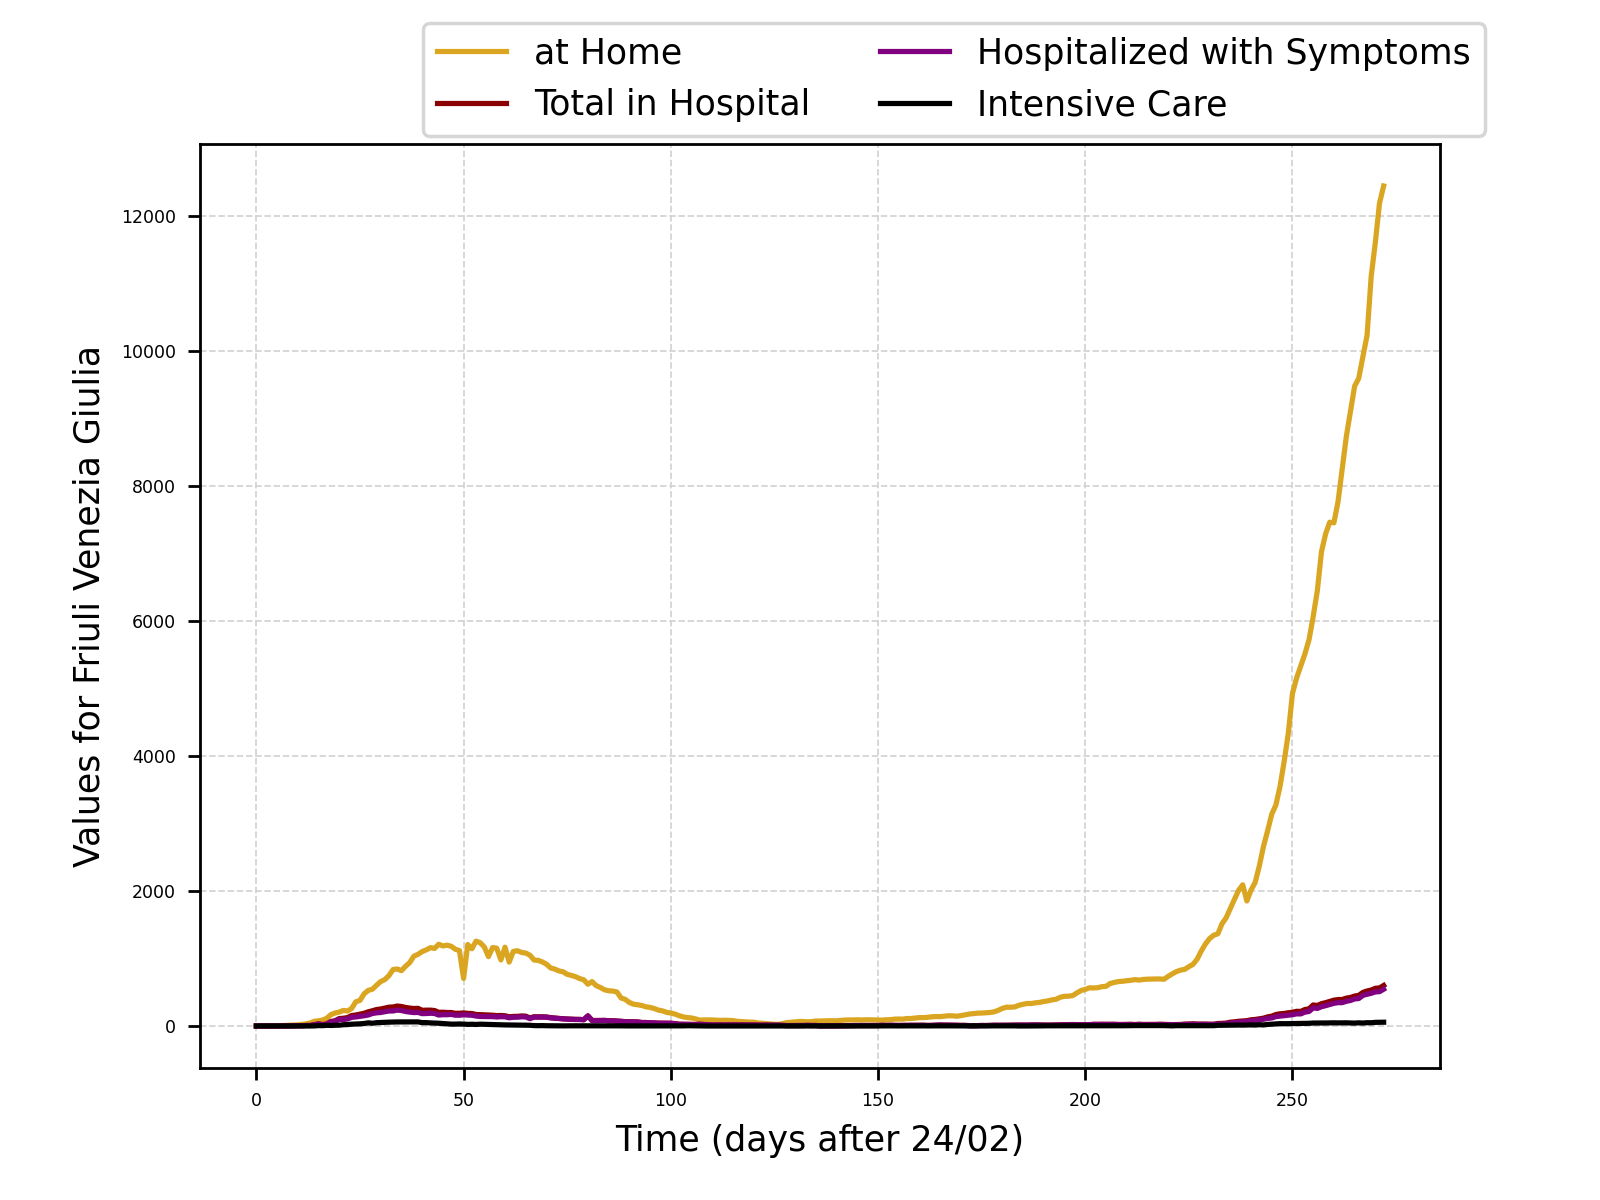 at Home
Total in Hospital
Hospitalized with Symptoms
Intensive Care
Values for Friuli Venezia Giulia
12000
10000
8000
6000
4000
2000
0
0 50 100 150 200 250
Time (days after 24/02)